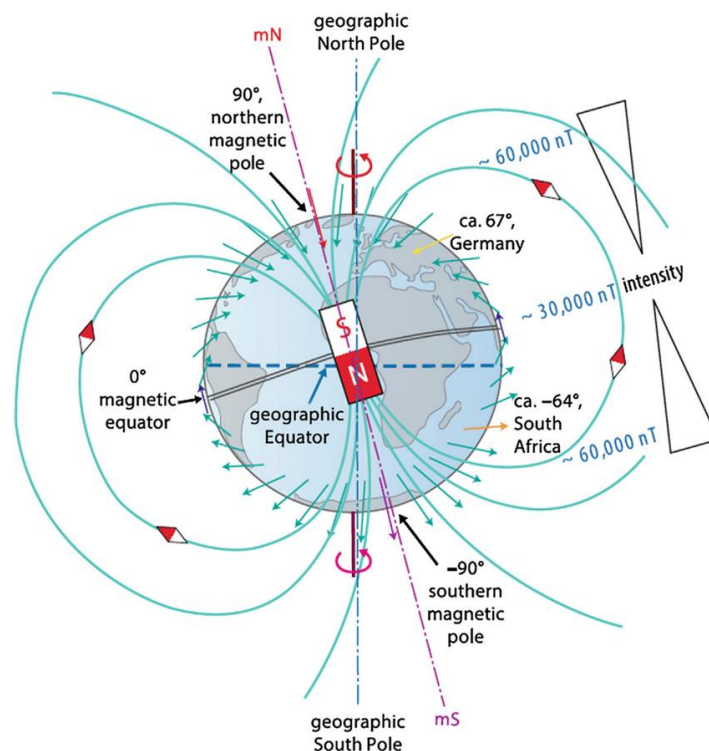 geographic
North Pole
mN
90°,
northern
magnetic
pole
~ 60,000 nT
ca. 67°,
Germany
intensity
~ 30,000 nT
S
N
0°
magnetic
equator
geographic
Equator
ca. –64°,
South
Africa
~ 60,000 nT
–90°
southern
magnetic
pole
geographic
South Pole
mS